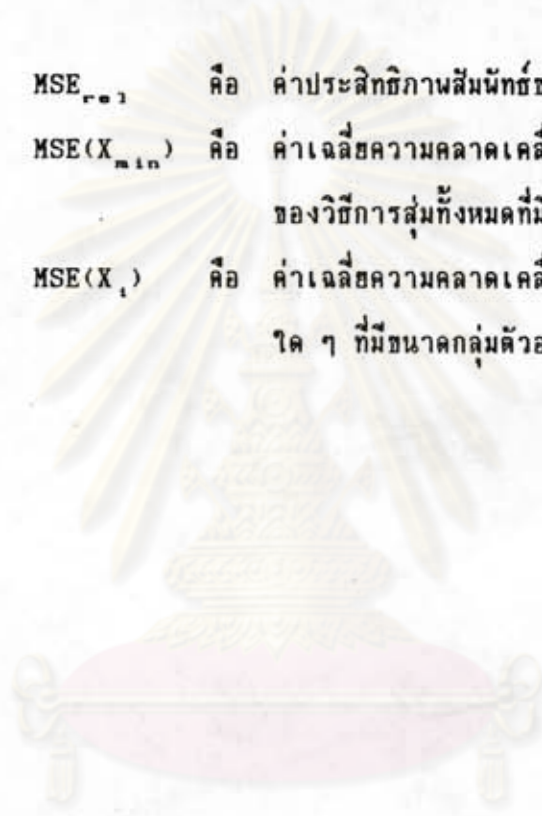 MSE_rel คือ ค่าประสิทธิภาพสัมพัทธ์ข
MSE(X_min) คือ ค่าเฉลี่ยความคลาดเคลื่
ของวิธีการสุ่มทั้งหมดที่มี
MSE(X_i) คือ ค่าเฉลี่ยความคลาดเคลื่
ใด ๆ ที่มีขนาดกลุ่มตัวอ